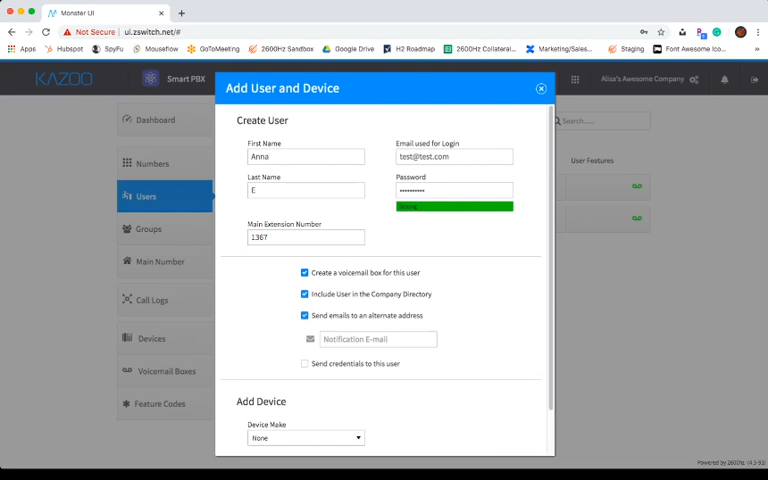 Monster UI
Not Secure ui.zswitch.net/#
Apps Hubspot SpyFu Mouseflow GoToMeeting 2600Hz Sandbox Google Drive H2 Roadmap 2600Hz Collateral... Marketing/Sales... Staging Font Awesome Ico...
KAZOO Smart PBX Alisa's Awesome Company
Add User and Device
Dashboard
Numbers
Users
Groups
Main Number
Call Logs
Devices
Voicemail Boxes
Feature Codes
Search......
User Features
Create User
First Name Email used for Login
Anna test@test.com
Last Name Password
E ••••••••••
Main Extension Number
1367
Create a voicemail box for this user
Include User in the Company Directory
Send emails to an alternate address
Notification E-mail
Send credentials to this user
Add Device
Device Make
None